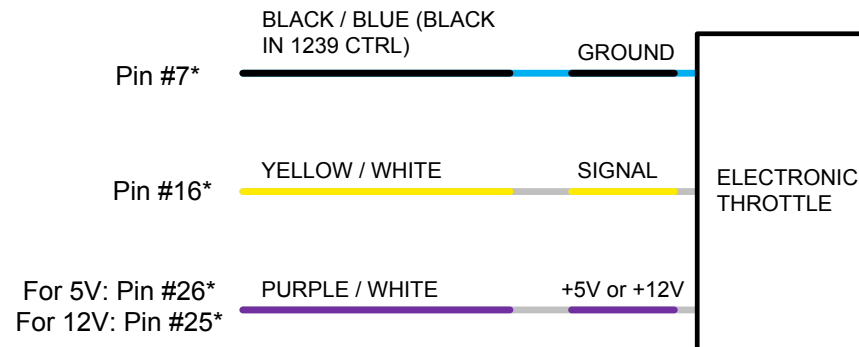 BLACK / BLUE (BLACK
IN 1239 CTRL)
GROUND
Pin #7*
YELLOW / WHITE
SIGNAL
Pin #16*
ELECTRONIC
THROTTLE
For 5V: Pin #26*
For 12V: Pin #25*
PURPLE / WHITE
+5V or +12V